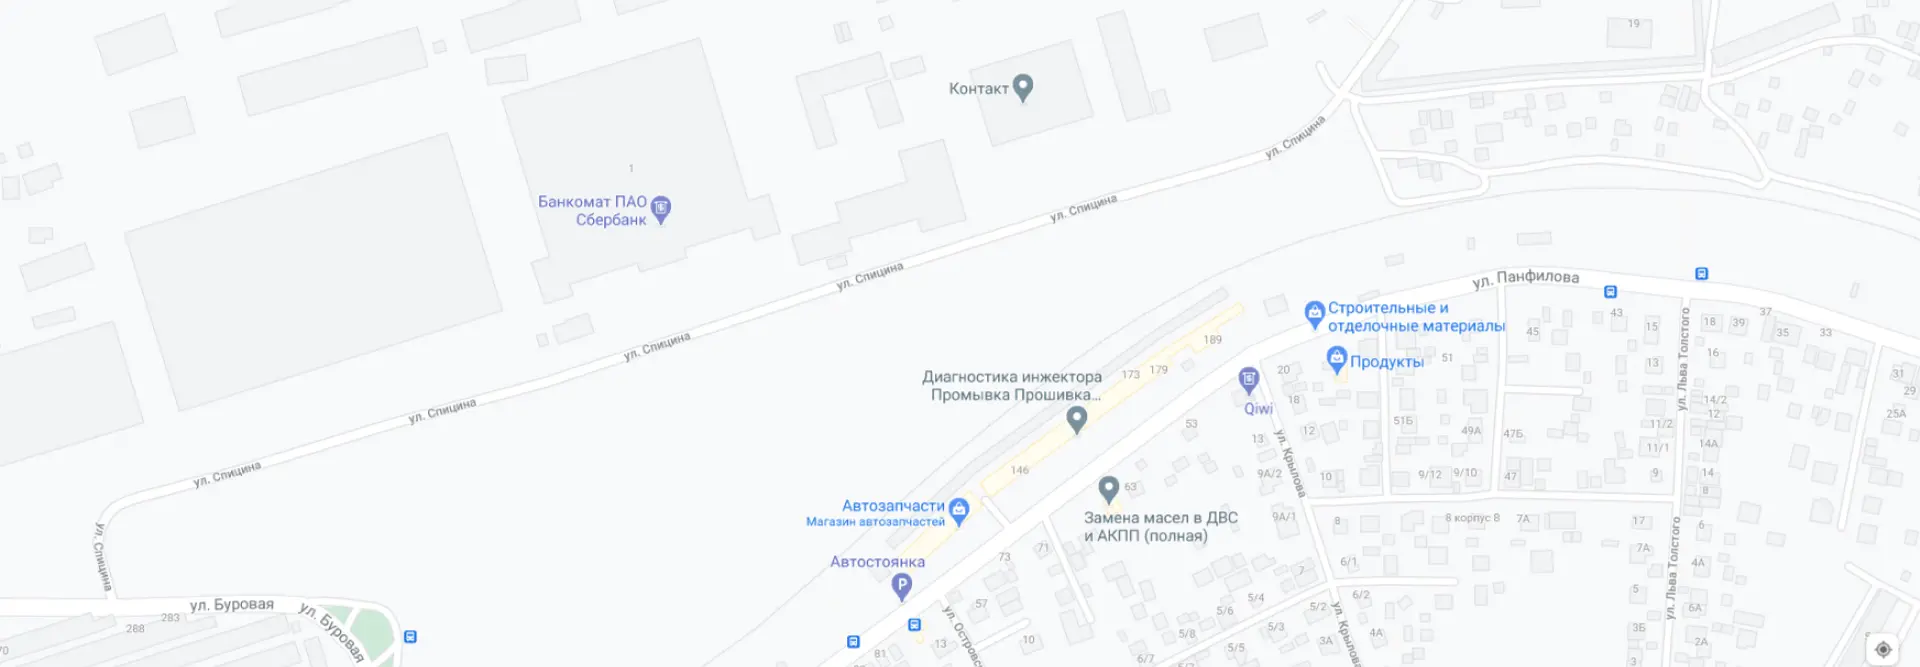 19
Контакт
ул. Спицина
1
Банкомат ПАО
Сбербанк
ул. Спицина
ул. Спицина
ул. Панфилова
Строительные и
отделочные материалы
43
45
15
18
39
37
35
33
189
ул. Спицина
Продукты
51
16
13
ул. Льва Толстого
Диагностика инжектора
Промывка Прошивка...
173
179
20
18
Qiwi
31
29
25А
14/2
12
11/2
ул. Спицина
53
13
12
51Б
49А
47Б
14А
11/1
146
9А/2
10
9/12
9/10
47
9
14
8
ул. Крылова
ул. Спицина
63
Автозапчасти
Магазин автозапчастей
Замена масел в ДВС
и АКПП (полная)
9А/1
8
8 корпус 8
7А
17
6
ул. Спицина
73
71
7А
4А
Автостоянка
6/1
7
5
ул. Льва Толстого
ул. Буровая
ул. Буровая
288
283
57
5/4
5/6
5/2
6/2
6А
70
13
10
5/8
5/3
3А
4А
3Б
5/5
4
81
6/7
5/7
2А
ул. Крылова
5